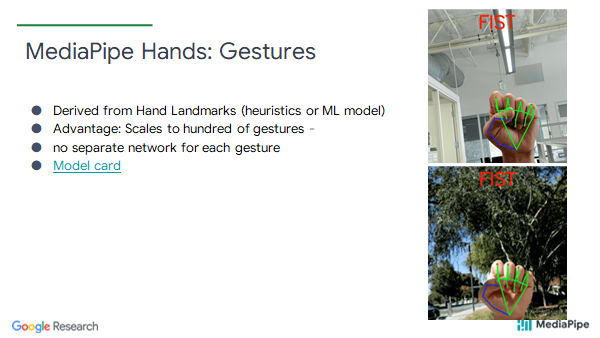 MediaPipe Hands: Gestures
Derived from Hand Landmarks (heuristics or ML model)
Advantage: Scales to hundred of gestures -
no separate network for each gesture
Model card
FIST
FIST
Google Research
MediaPipe